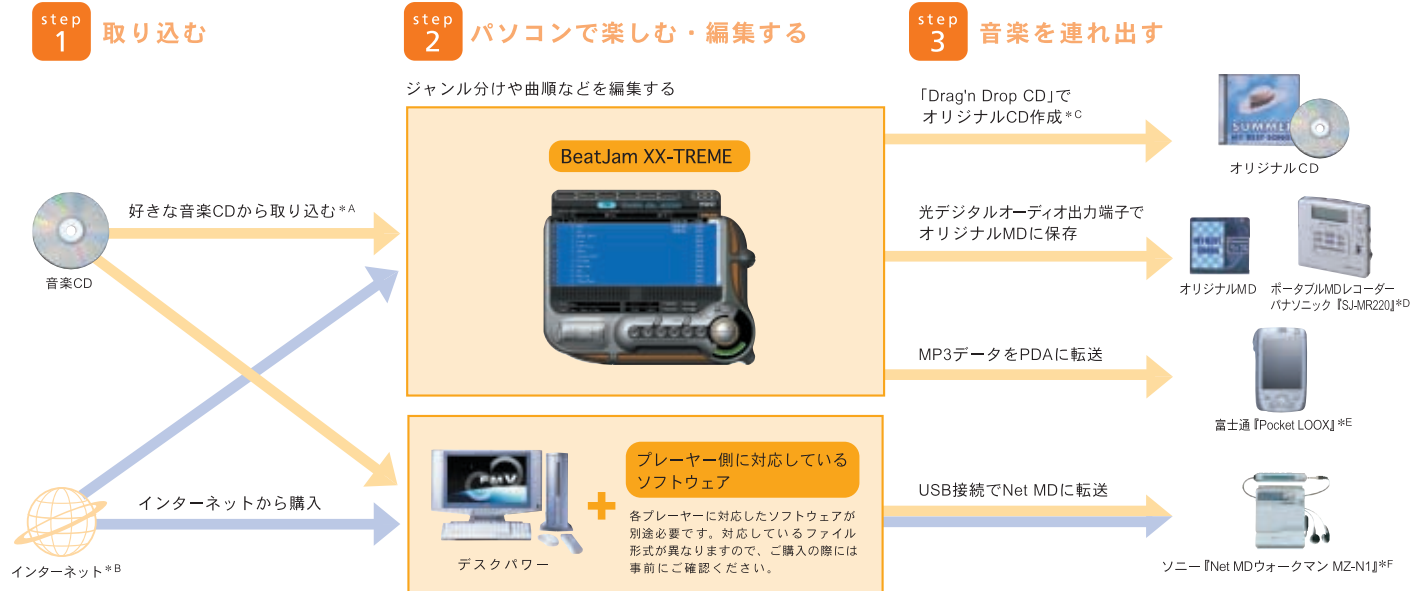 step
1
取り込む
step
2
パソコンで楽しむ・編集する
step
3
音楽を連れ出す
ジャンル分けや曲順などを編集する
BeatJam XX-TREME
好きな音楽CDから取り込む*A
音楽CD
インターネットから購入
インターネット*B
FMV
デスクパワー
プレーヤー側に対応している
ソフトウェア
各プレーヤーに対応したソフトウェアが
別途必要です。対応しているファイル
形式が異なりますので、ご購入の際には
事前にご確認ください。
「Drag'n Drop CD」で
オリジナルCD作成*C
SUMMER
オリジナルCD
光デジタルオーディオ出力端子で
オリジナルMDに保存
オリジナルMD
ポータブルMDレコーダー
パナソニック『SJ-MR220』*D
MP3データをPDAに転送
富士通『Pocket LOOX』*E
USB接続でNet MDに転送
ソニー『Net MDウォークマン MZ-N1』*F